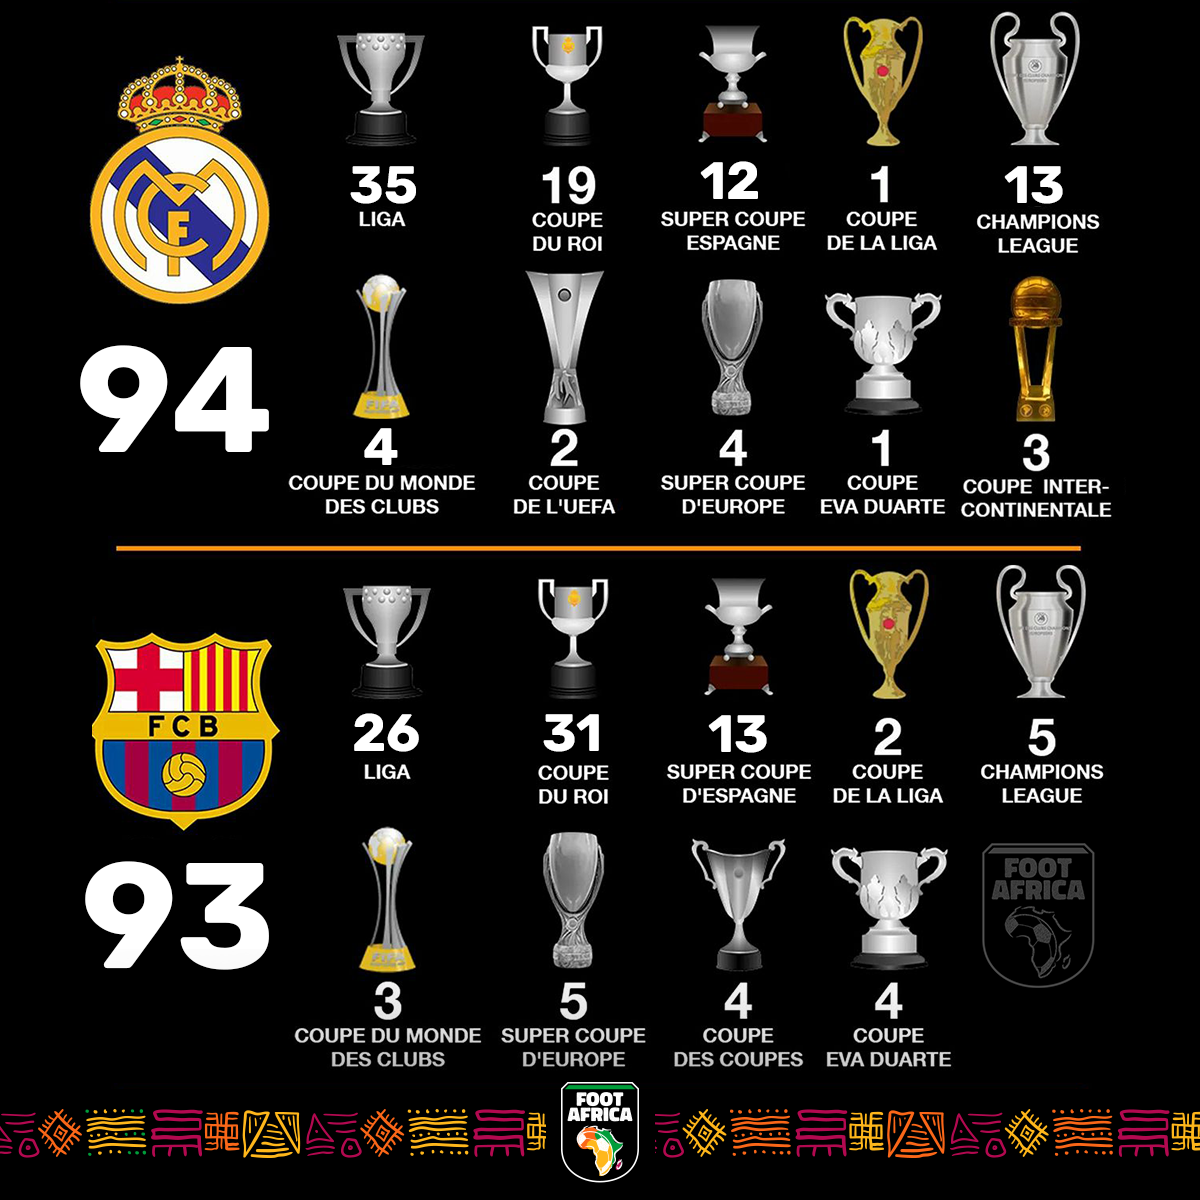 35
LIGA
19
COUPE
DU ROI
12
SUPER COUPE
ESPAGNE
1
COUPE
DE LA LIGA
13
CHAMPIONS
LEAGUE
94
4
COUPE DU MONDE
DES CLUBS
2
COUPE
DE L'UEFA
4
SUPER COUPE
D'EUROPE
1
COUPE
EVA DUARTE
3
COUPE INTER-
CONTINENTALE
FCB
26
LIGA
31
COUPE
DU ROI
13
SUPER COUPE
D'ESPAGNE
2
COUPE
DE LA LIGA
5
CHAMPIONS
LEAGUE
93
3
COUPE DU MONDE
DES CLUBS
5
SUPER COUPE
D'EUROPE
4
COUPE
DES COUPES
4
COUPE
EVA DUARTE
FOOT
AFRICA
FOOT
AFRICA